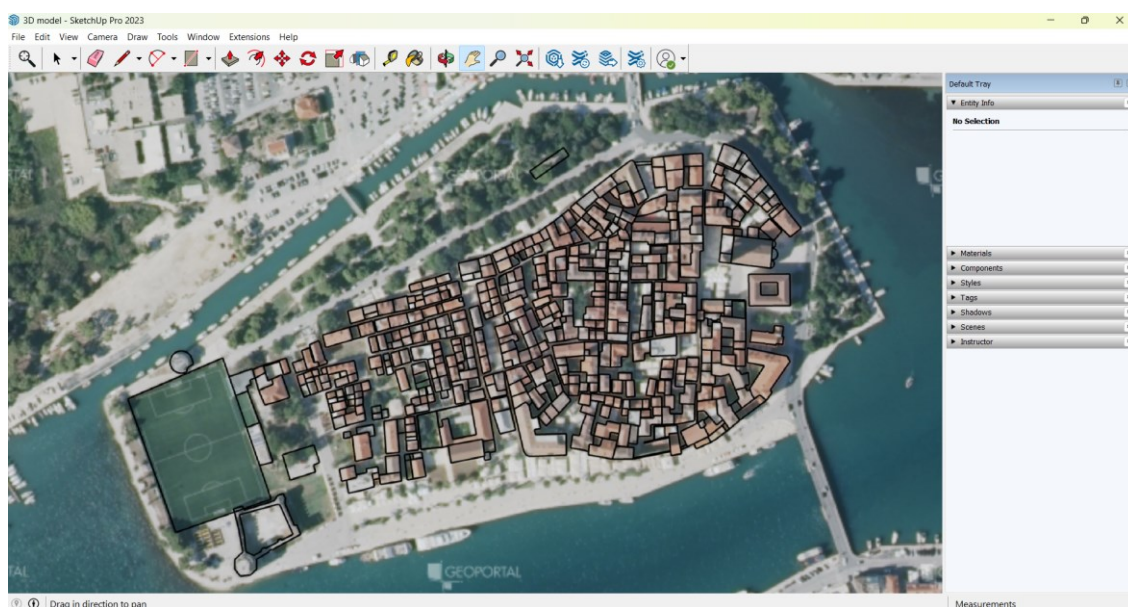 3D model - SketchUp Pro 2023
File Edit View Camera Draw Tools Window Extensions Help
Default Tray
Entity Info
No Selection
GEOPORTAL
Materials
Components
Styles
Tags
Shadows
Scenes
Instructor
GEOPORTAL
Drag in direction to pan
Measurements